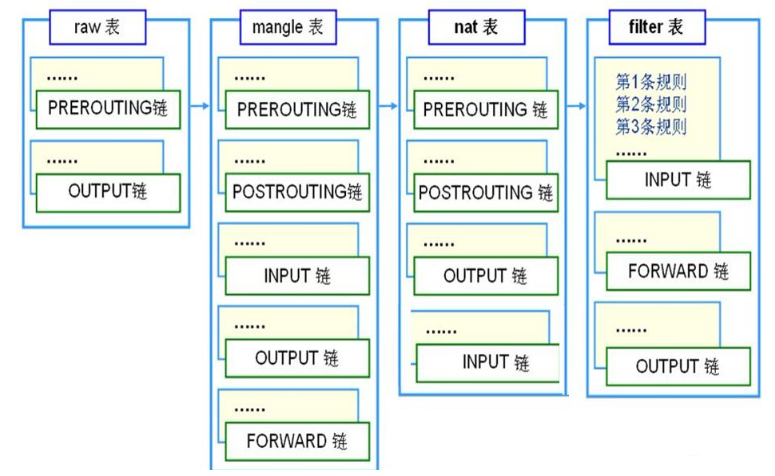 raw 表
……
PREROUTING链
……
OUTPUT链
mangle 表
……
PREROUTING链
……
POSTROUTING链
……
INPUT 链
……
OUTPUT 链
……
FORWARD 链
nat 表
……
PREROUTING 链
……
POSTROUTING 链
……
OUTPUT 链
……
INPUT 链
filter 表
第1条规则
第2条规则
第3条规则
……
INPUT 链
……
FORWARD 链
……
OUTPUT 链